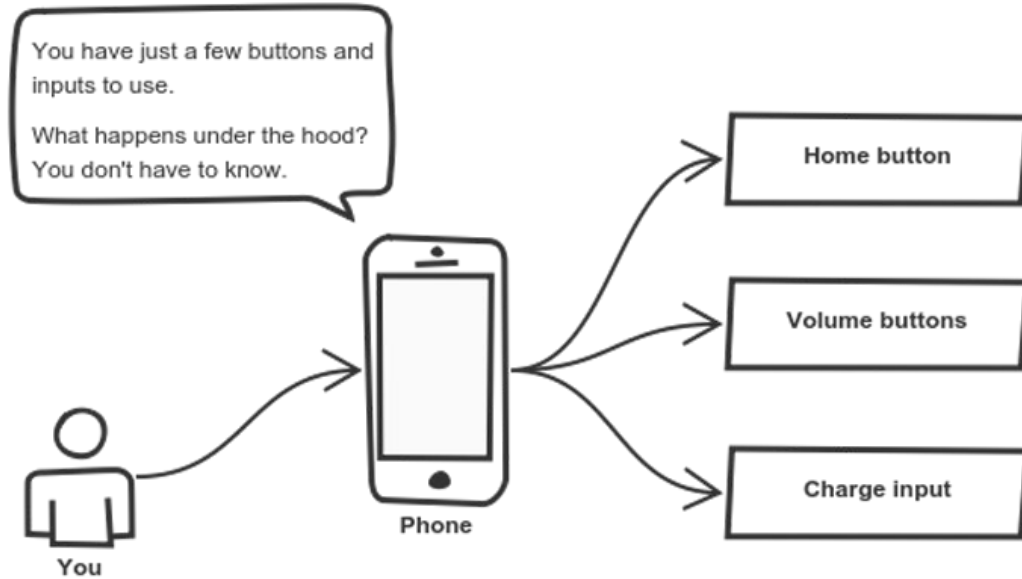 You have just a few buttons and
inputs to use.
What happens under the hood?
You don't have to know.
Home button
Volume buttons
Charge input
Phone
You